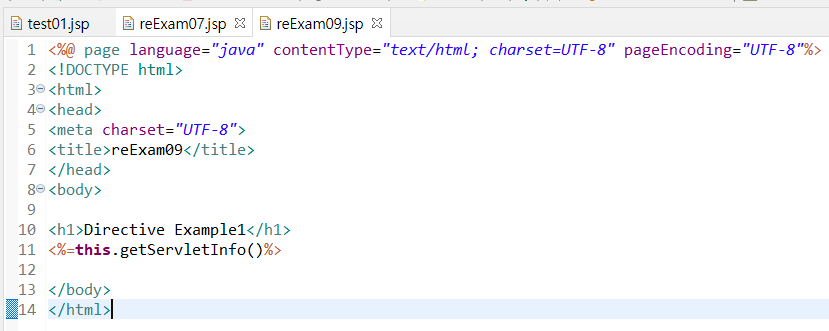 test01.jsp reExam07.jsp reExam09.jsp
1 <%@ page language="java" contentType="text/html; charset=UTF-8" pageEncoding="UTF-8"%>
2 <!DOCTYPE html>
3 <html>
4 <head>
5 <meta charset="UTF-8">
6 <title>reExam09</title>
7 </head>
8 <body>
9
10 <h1>Directive Example1</h1>
11 <%=this.getServletInfo()%>
12
13 </body>
14 </html>